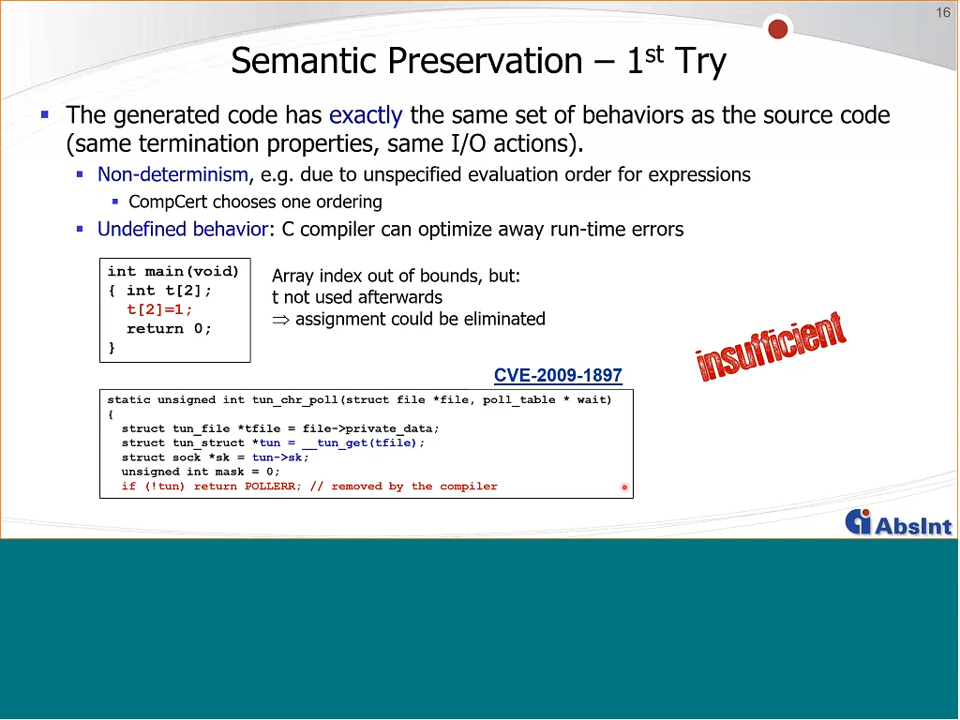 16
Semantic Preservation – 1st Try
▪ The generated code has exactly the same set of behaviors as the source code
(same termination properties, same I/O actions).
▪ Non-determinism, e.g. due to unspecified evaluation order for expressions
▪ CompCert chooses one ordering
▪ Undefined behavior: C compiler can optimize away run-time errors
int main(void)
{ int t[2];
t[2]=1;
return 0;
}
Array index out of bounds, but:
t not used afterwards
⇒ assignment could be eliminated
insufficient
CVE-2009-1897
static unsigned int tun_chr_poll(struct file *file, poll_table * wait)
{
struct tun_file *tfile = file->private_data;
struct tun_struct *tun = __tun_get(tfile);
struct sock *sk = tun->sk;
unsigned int mask = 0;
if (!tun) return POLLERR; // removed by the compiler
AbsInt